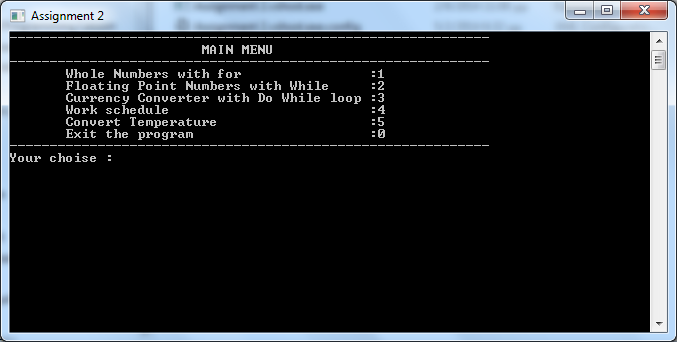 Assignment 2
MAIN MENU
Whole Numbers with for :1
Floating Point Numbers with While :2
Currency Converter with Do While loop :3
Work schedule :4
Convert Temperature :5
Exit the program :0
Your choise :